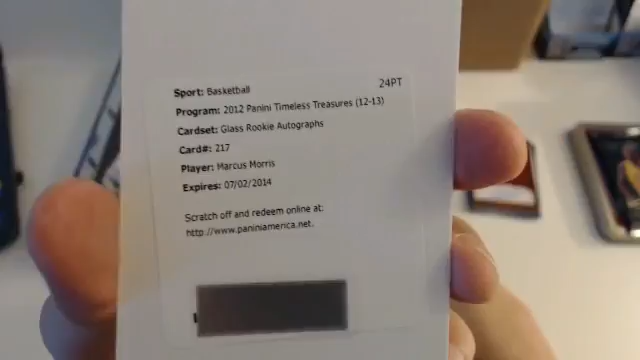 24PT
Sport: Basketball
Program: 2012 Panini Timeless Treasures (12-13)
Cardset: Glass Rookie Autographs
Card#: 217
Player: Marcus Morris
Expires: 07/02/2014
Scratch off and redeem online at:
http://www.paniniamerica.net.